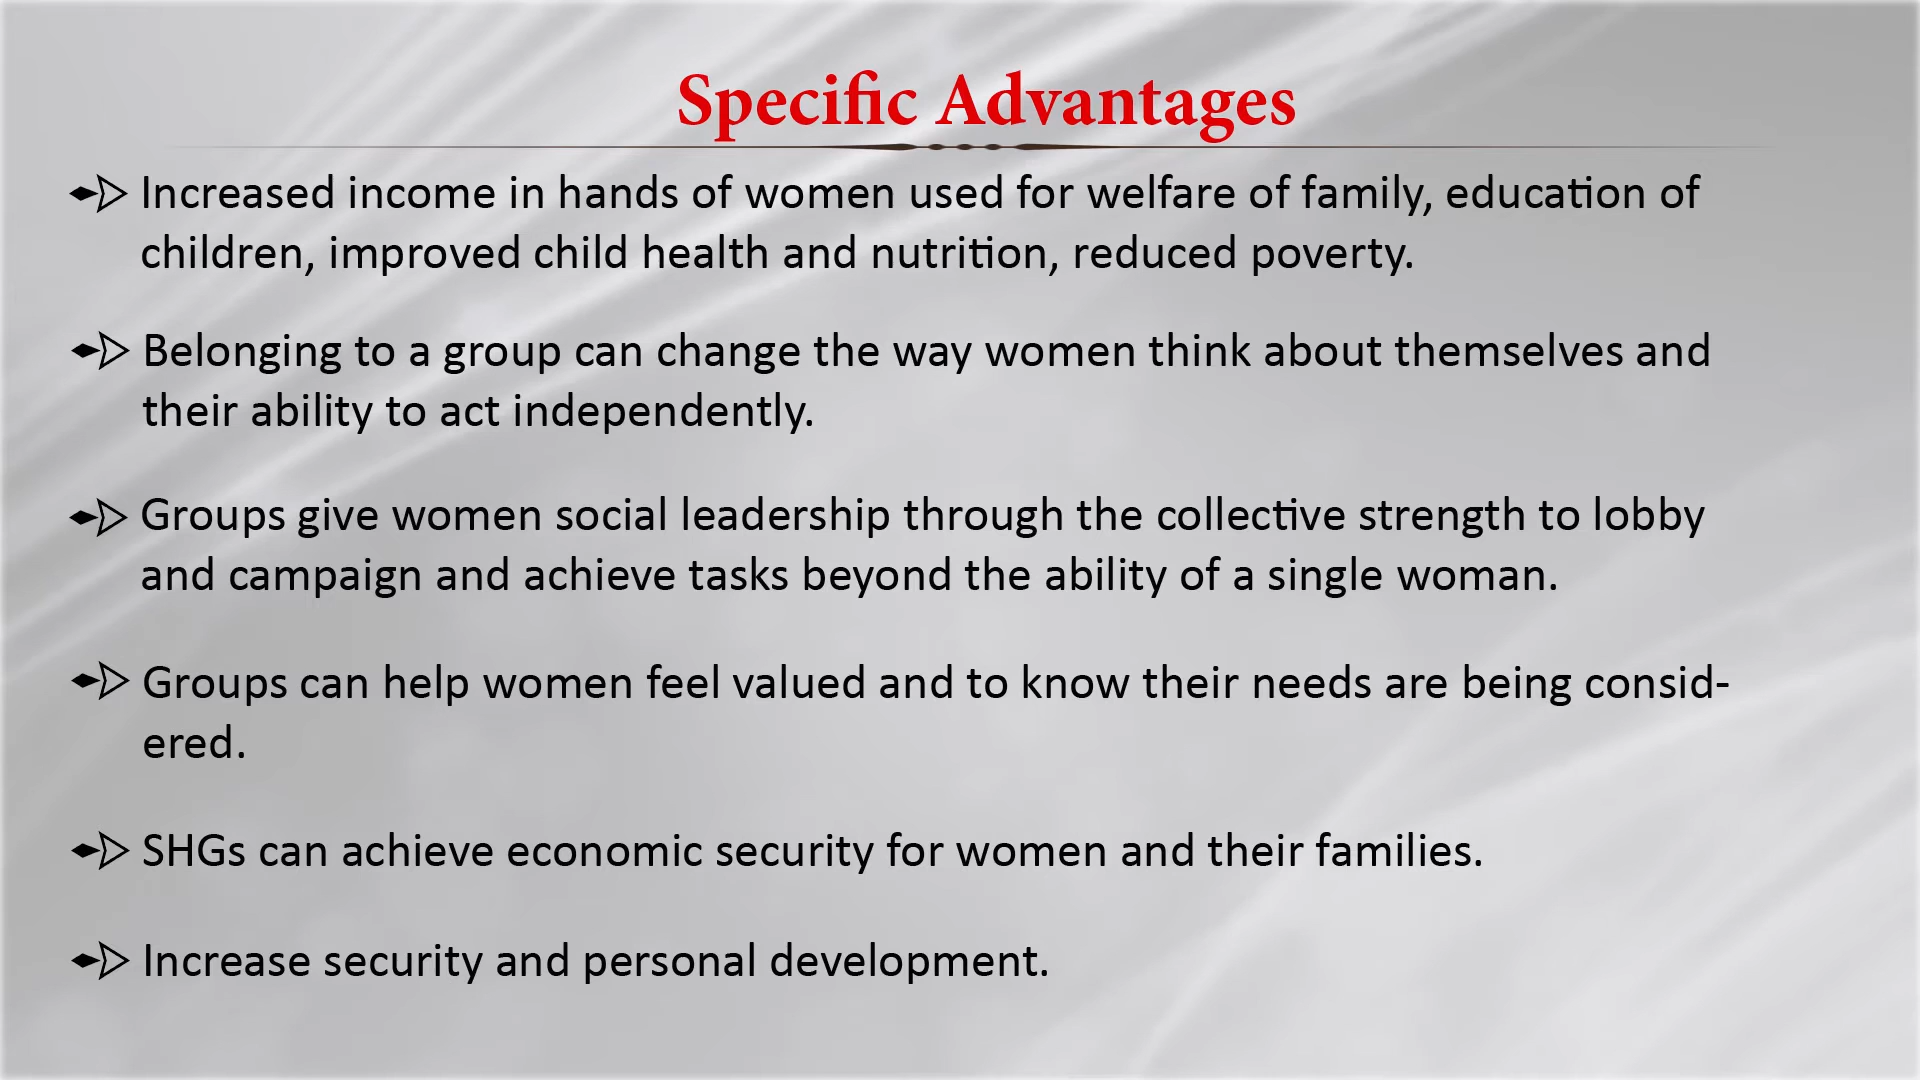 Specific Advantages
Increased income in hands of women used for welfare of family, education of
children, improved child health and nutrition, reduced poverty.
Belonging to a group can change the way women think about themselves and
their ability to act independently.
Groups give women social leadership through the collective strength to lobby
and campaign and achieve tasks beyond the ability of a single woman.
Groups can help women feel valued and to know their needs are being consid-
ered.
SHGs can achieve economic security for women and their families.
Increase security and personal development.